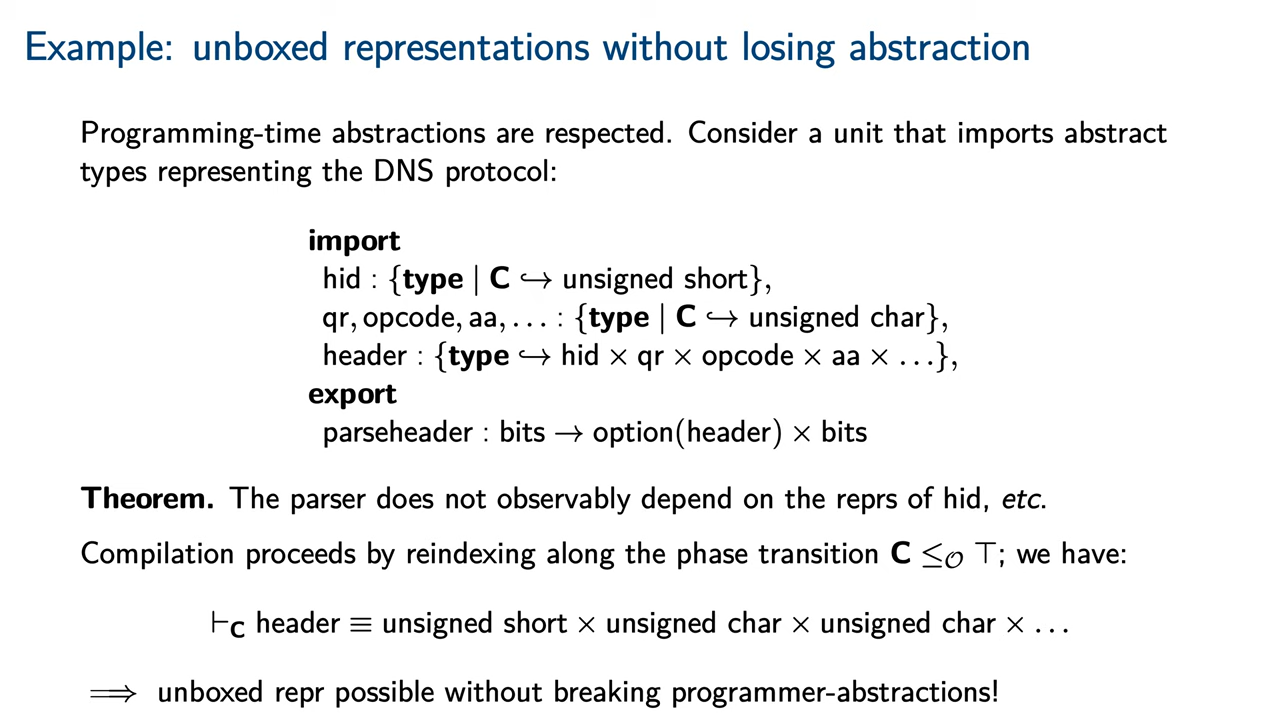 Example: unboxed representations without losing abstraction
Programming-time abstractions are respected. Consider a unit that imports abstract
types representing the DNS protocol:
import
hid : {type | C ↪ unsigned short},
qr, opcode, aa, . . . : {type | C ↪ unsigned char},
header : {type ↪ hid × qr × opcode × aa × . . .},
export
parseheader : bits → option(header) × bits
Theorem. The parser does not observably depend on the reprs of hid, etc.
Compilation proceeds by reindexing along the phase transition C ≤𝒪 ⊤; we have:
⊢C header ≡ unsigned short × unsigned char × unsigned char × . . .
⟹ unboxed repr possible without breaking programmer-abstractions!